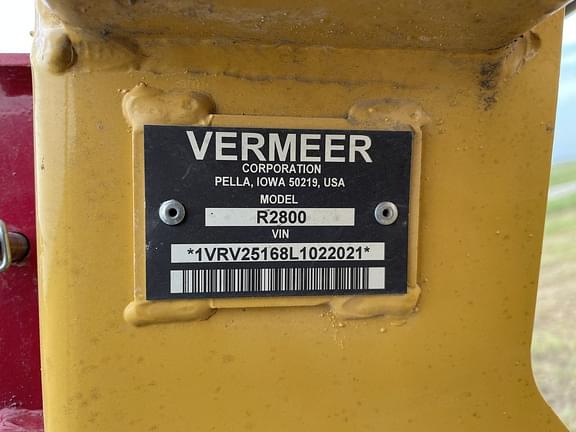 VERMEER
CORPORATION
PELLA, IOWA 50219, USA
MODEL
R2800
VIN
*1VRV25168L1022021*